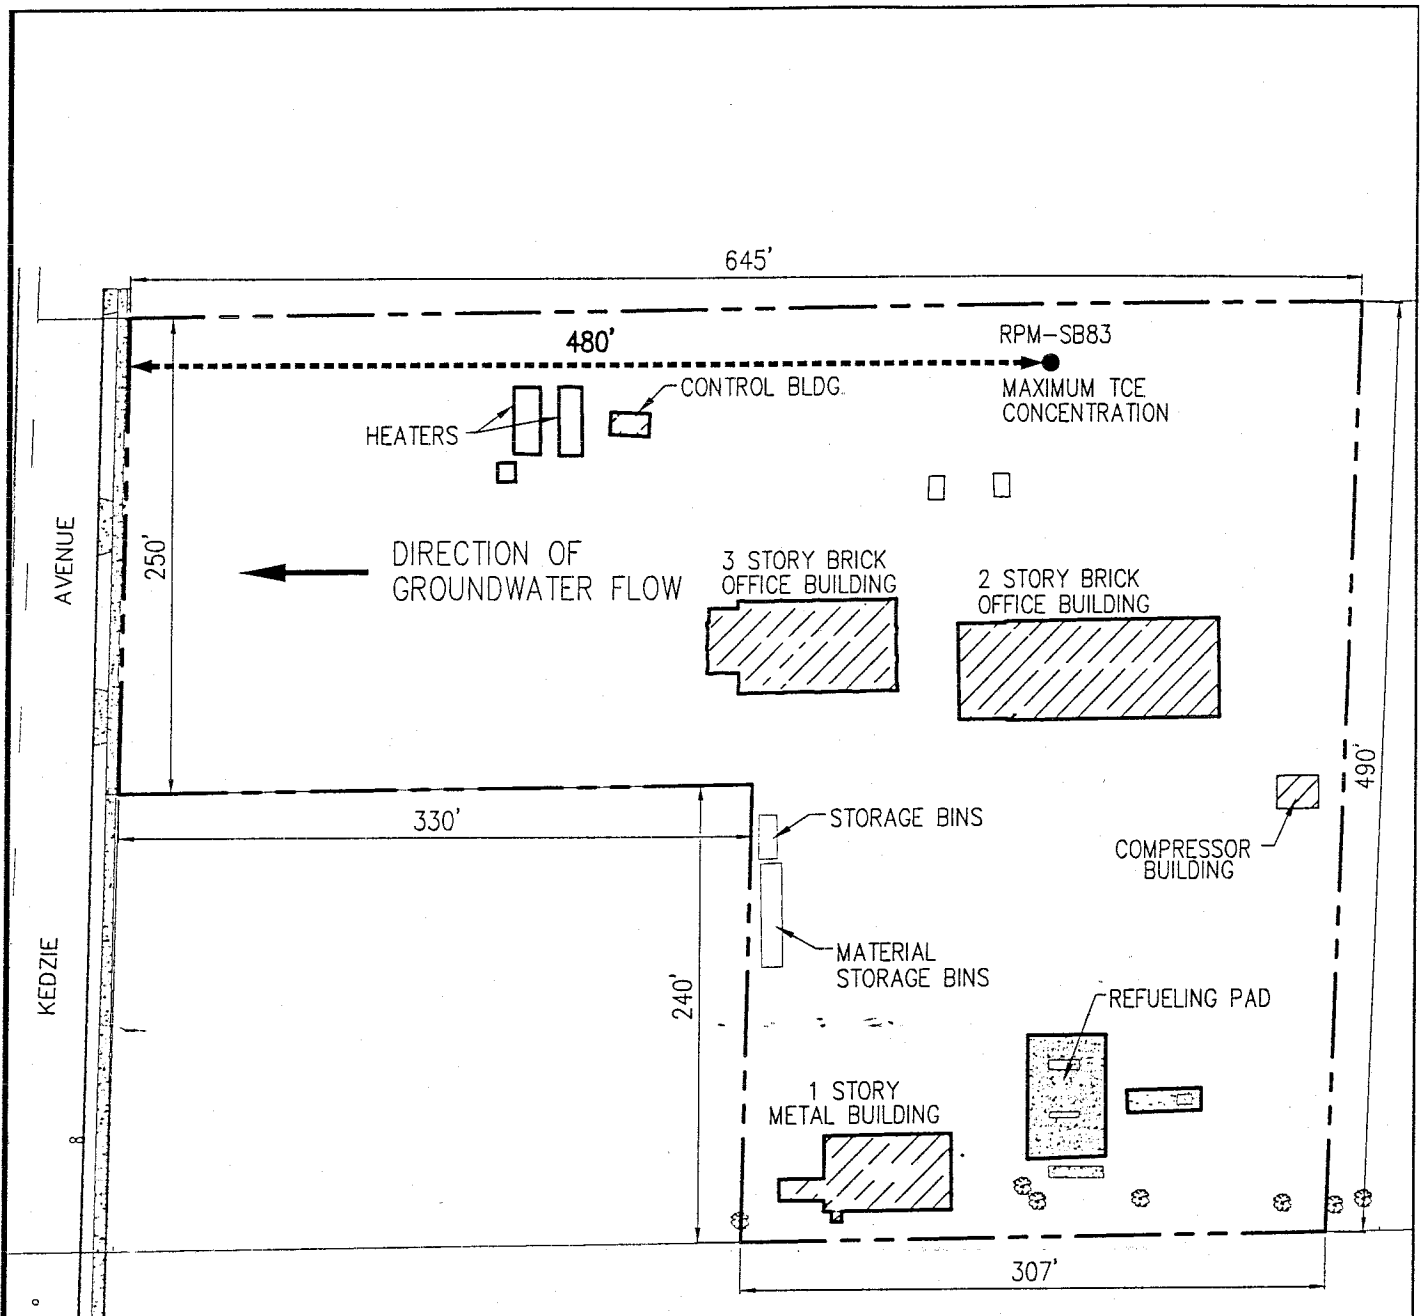 645'
480'
RPM-SB83
MAXIMUM TCE
CONCENTRATION
CONTROL BLDG.
HEATERS
AVENUE
250'
DIRECTION OF
GROUNDWATER FLOW
3 STORY BRICK
OFFICE BUILDING
2 STORY BRICK
OFFICE BUILDING
490'
330'
STORAGE BINS
COMPRESSOR
BUILDING
KEDZIE
MATERIAL
STORAGE BINS
240'
REFUELING PAD
1 STORY
METAL BUILDING
8
307'